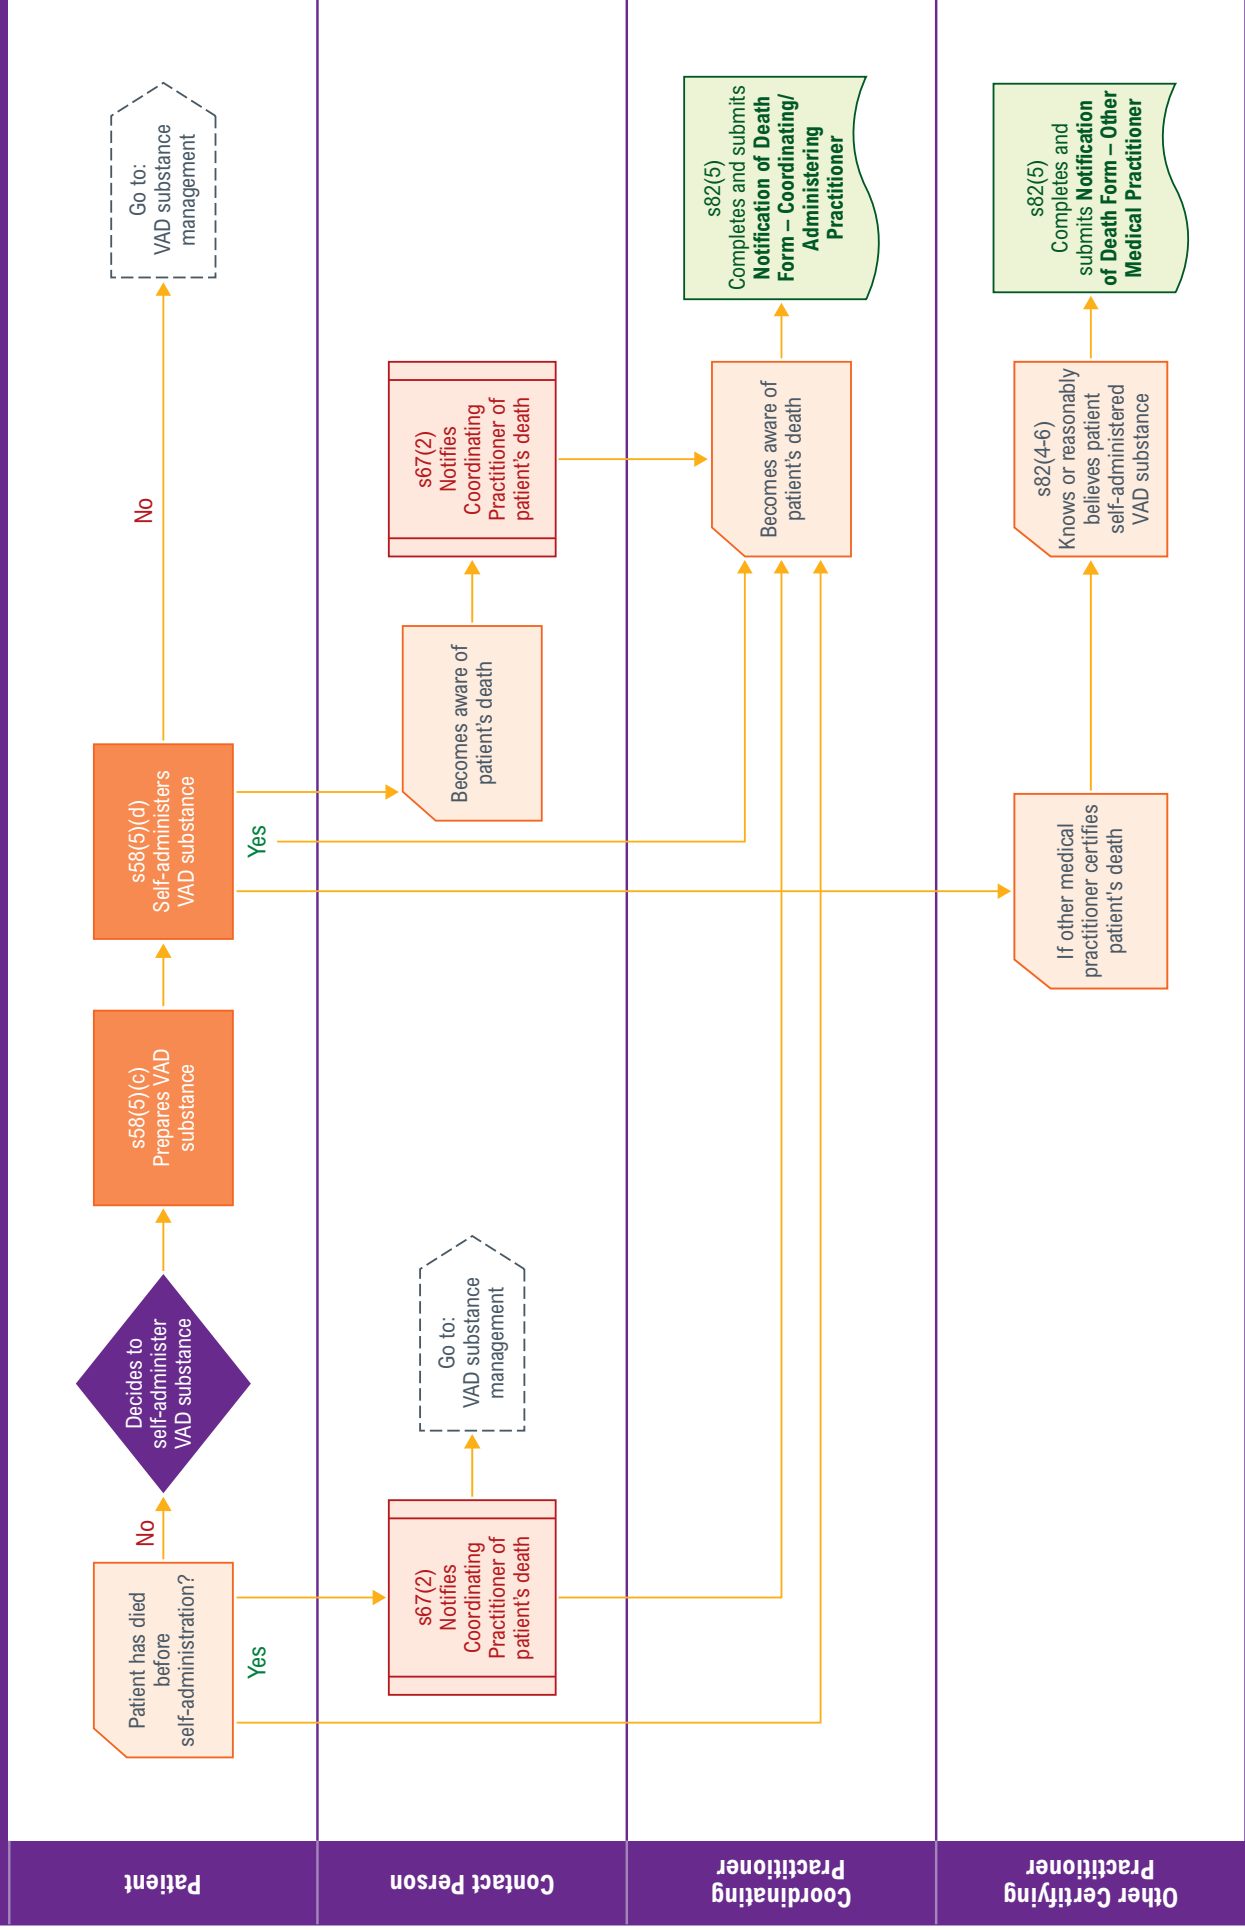 Patient
Patient has died
before
self-administration?
No
Yes
Decides to
self-administer
VAD substance
s58(5)(c)
Prepares VAD
substance
s58(5)(d)
Self-administers
VAD substance
Yes
No
Go to:
VAD substance
management
Contact Person
s67(2)
Notifies
Coordinating
Practitioner of
patient's death
Go to:
VAD substance
management
Becomes aware of
patient's death
s67(2)
Notifies
Coordinating
Practitioner of
patient's death
Coordinating
Practitioner
Becomes aware of
patient's death
s82(5)
Completes and submits
Notification of Death
Form – Coordinating/
Administering
Practitioner
Other Certifying
Practitioner
If other medical
practitioner certifies
patient's death
s82(4-6)
Knows or reasonably
believes patient
self-administered
VAD substance
s82(5)
Completes and
submits Notification
of Death Form – Other
Medical Practitioner